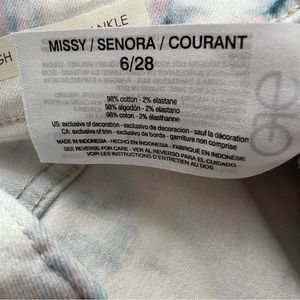 ANKLE
GH
MISSY / SENORA / COURANT
6/28
98% cotton - 2% elastane
98% algodón - 2% elastano
98% coton - 2% élasthanne
US: exclusive of decoration - exclusivo de decoracion - sauf la décoration
CA: exclusive of trim - exclusivo de borde - garniture non comprise
MADE IN INDONESIA - HECHO EN INDONESIA - FABRIQUÉ EN INDONÉSIE
SEE REVERSE FOR CARE - VER AL REVERSO PARA EL CUIDADO
VOIR LES INSTRUCTIONS D'ENTRETIEN AU DOS